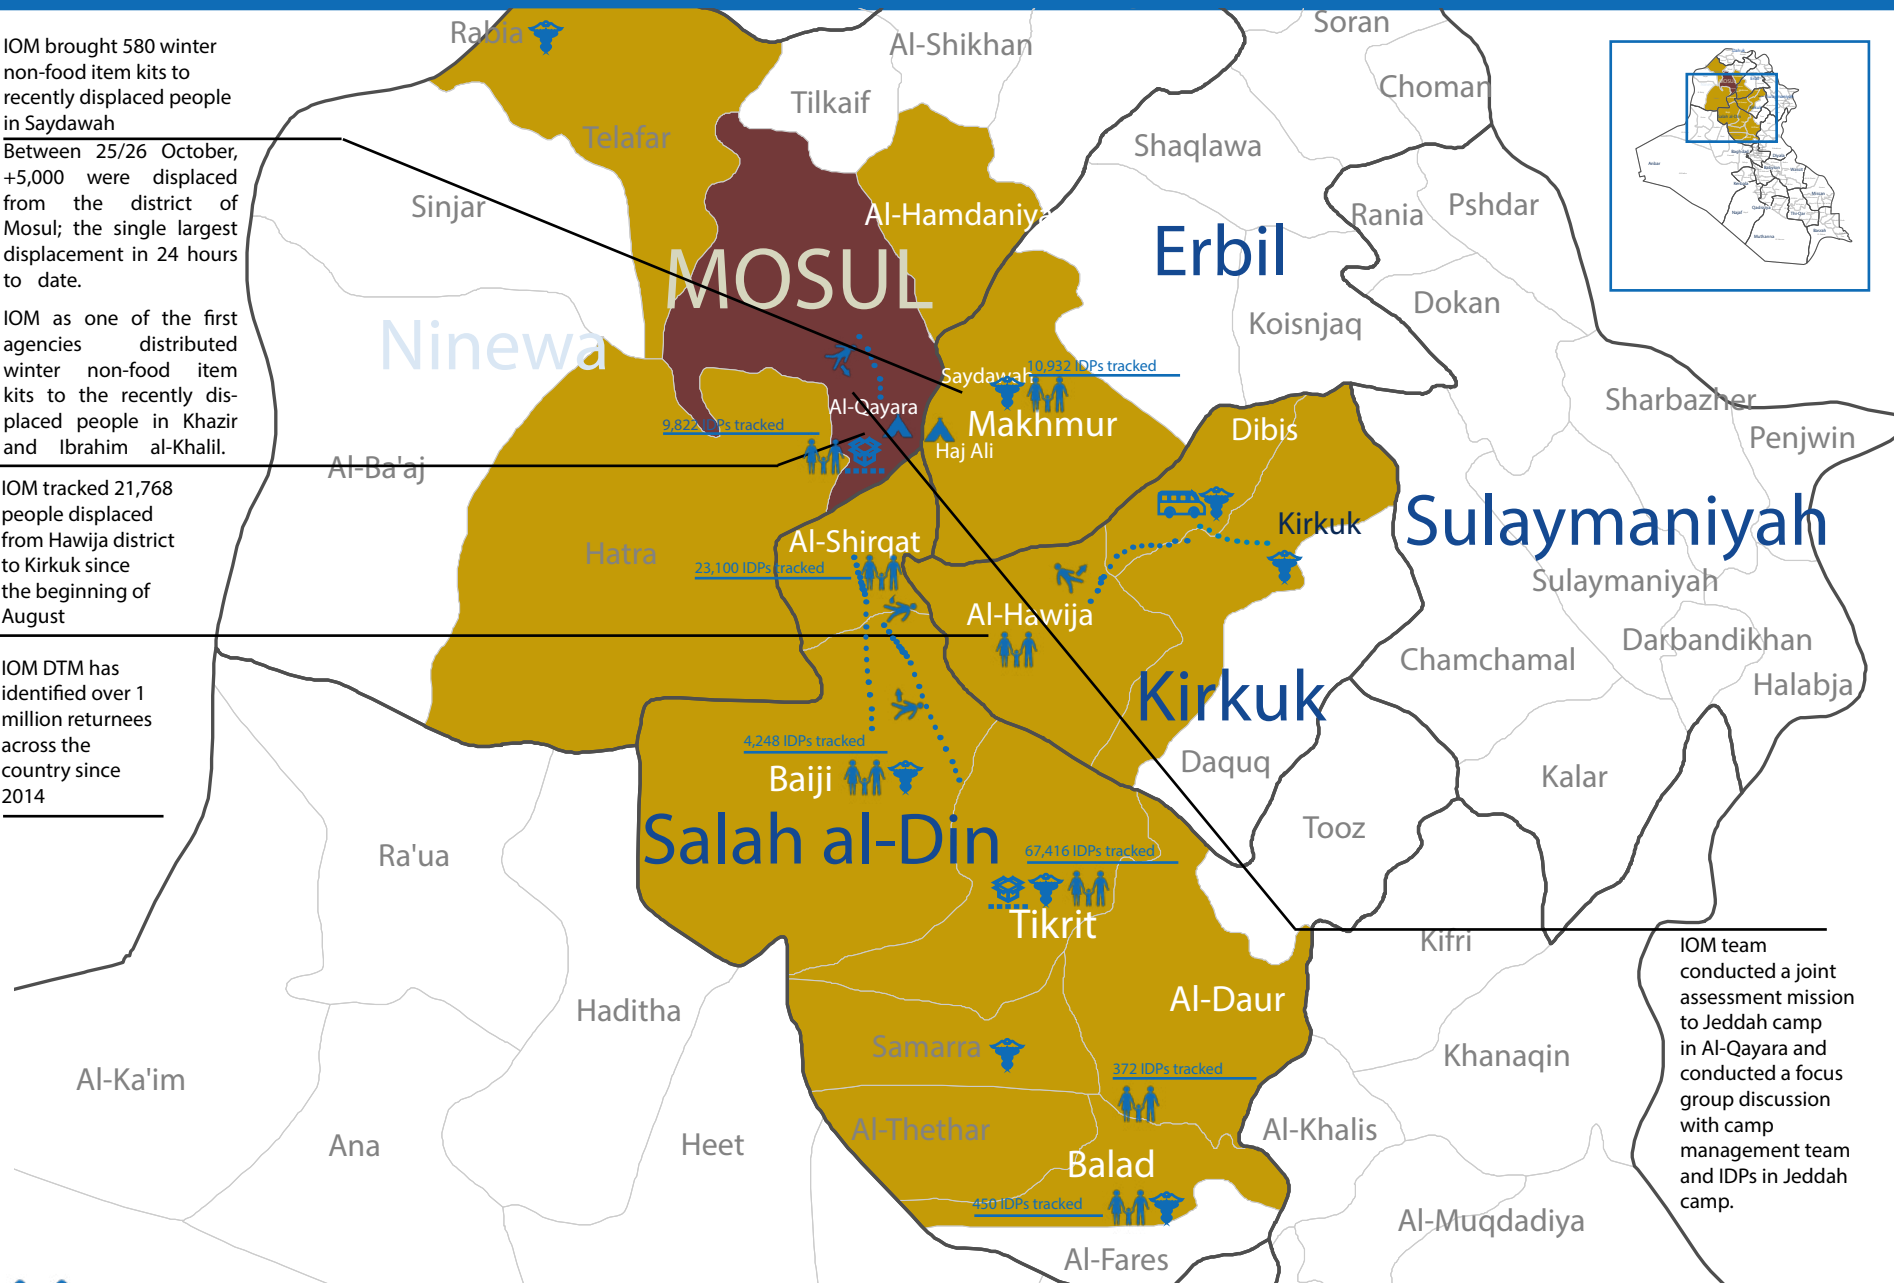 IOM brought 580 winter
non-food item kits to
recently displaced people
in Saydawah
Between 25/26 October,
+5,000 were displaced
from the district of
Mosul; the single largest
displacement in 24 hours
to date.
IOM as one of the first
agencies distributed
winter non-food item
kits to the recently dis-
placed people in Khazir
and Ibrahim al-Khalil.
IOM tracked 21,768
people displaced
from Hawija district
to Kirkuk since
the beginning of
August
IOM DTM has
identified over 1
million returnees
across the
country since
2014
Rabia
Al-Shikhan
Soran
Choman
Tilkaif
Telafar
Shaqlawa
Sinjar
Al-Hamdaniya
Rania
Pshdar
MOSUL
Erbil
Dokan
Koisnjaq
Ninewa
Saydawah
10,932 IDPs tracked
Al-Qayara
9,822 IDPs tracked
Makhmur
Haj Ali
Dibis
Sharbazher
Penjwin
Al-Ba'aj
Kirkuk
Sulaymaniyah
Hatra
Al-Shirqat
23,100 IDPs tracked
Sulaymaniyah
Al-Hawija
Darbandikhan
Chamchamal
Halabja
Kirkuk
4,248 IDPs tracked
Baiji
Daquq
Kalar
Salah al-Din
Tooz
Ra'ua
67,416 IDPs tracked
Tikrit
Kifri
Al-Daur
Haditha
Samarra
Khanaqin
372 IDPs tracked
Al-Ka'im
Al-Thethar
Al-Khalis
Ana
Heet
Balad
450 IDPs tracked
Al-Muqdadiya
Al-Fares
IOM team
conducted a joint
assessment mission
to Jeddah camp
in Al-Qayara and
conducted a focus
group discussion
with camp
management team
and IDPs in Jeddah
camp.